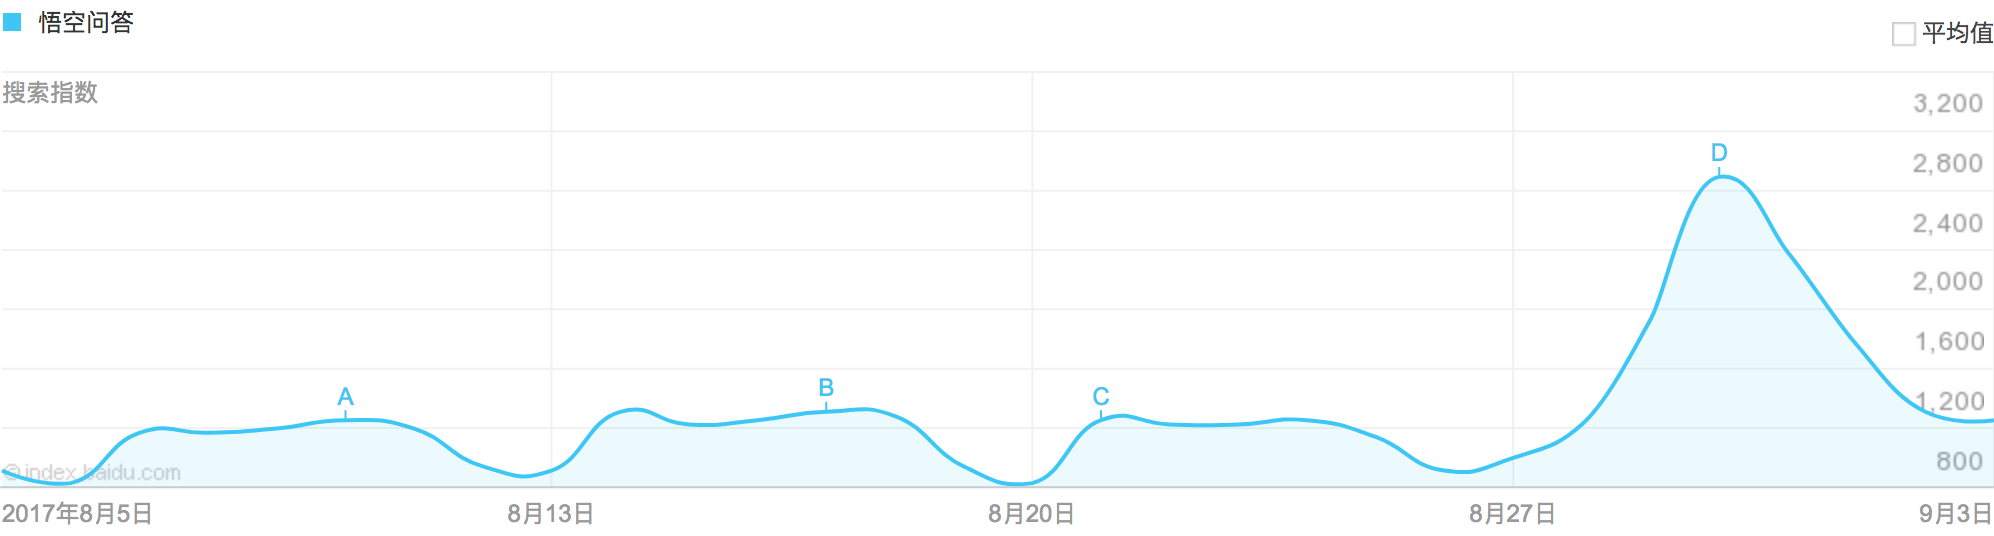 悟空问答
平均值
搜索指数
3,200
D
2,800
2,400
2,000
1,600
A
B
C
1,200
800
©index.baidu.com
2017年8月5日
8月13日
8月20日
8月27日
9月3日